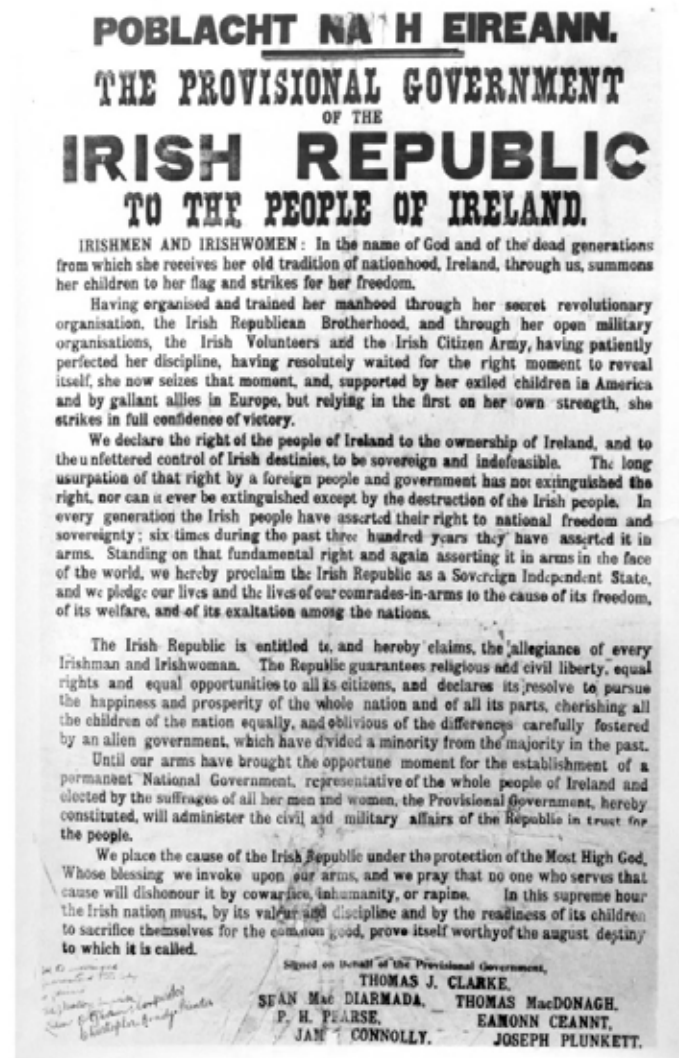 POBLACHT NA H EIREANN.
THE PROVISIONAL GOVERNMENT
OF THE
IRISH REPUBLIC
TO THE PEOPLE OF IRELAND.
IRISHMEN AND IRISHWOMEN: In the name of God and of the dead generations
from which she receives her old tradition of nationhood, Ireland, through us, summons
her children to her flag and strikes for her freedom.
Having organised and trained her manhood through her secret revolutionary
organisation, the Irish Republican Brotherhood, and through her open military
organisations, the Irish Volunteers and the Irish Citizen Army, having patiently
perfected her discipline, having resolutely waited for the right moment to reveal
itself, she now seizes that moment, and, supported by her exiled children in America
and by gallant allies in Europe, but relying in the first on her own strength, she
strikes in full confidence of victory.
We declare the right of the people of Ireland to the ownership of Ireland, and to
the unfettered control of Irish destinies, to be sovereign and indefeasible. The long
usurpation of that right by a foreign people and government has not extinguished the
right, nor can it ever be extinguished except by the destruction of the Irish people. In
every generation the Irish people have asserted their right to national freedom and
sovereignty; six times during the past three hundred years they have asserted it in
arms. Standing on that fundamental right and again asserting it in arms in the face
of the world, we hereby proclaim the Irish Republic as a Sovereign Independent State,
and we pledge our lives and the lives of our comrades-in-arms to the cause of its freedom,
of its welfare, and of its exaltation among the nations.
The Irish Republic is entitled to, and hereby claims, the allegiance of every
Irishman and Irishwoman. The Republic guarantees religious and civil liberty, equal
rights and equal opportunities to all its citizens, and declares its resolve to pursue
the happiness and prosperity of the whole nation and of all its parts, cherishing all
the children of the nation equally, and oblivious of the differences carefully fostered
by an alien government, which have divided a minority from the majority in the past.
Until our arms have brought the opportune moment for the establishment of a
permanent National Government, representative of the whole people of Ireland and
elected by the suffrages of all her men and women, the Provisional Government, hereby
constituted, will administer the civil and military affairs of the Republic in trust for
the people.
We place the cause of the Irish Republic under the protection of the Most High God,
Whose blessing we invoke upon our arms, and we pray that no one who serves that
cause will dishonour it by cowardice, inhumanity, or rapine. In this supreme hour
the Irish nation must, by its valour and discipline and by the readiness of its children
to sacrifice themselves for the common good, prove itself worthy of the august destiny
to which it is called.
Signed on Behalf of the Provisional Government,
THOMAS J. CLARKE,
SEAN Mac DIARMADA, THOMAS MacDONAGH,
P. H. PEARSE, EAMONN CEANNT,
JAM CONNOLLY, JOSEPH PLUNKETT.